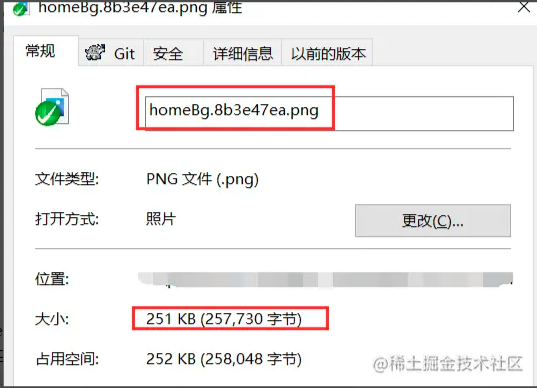 homeBg.8b3e47ea.png 属性
常规
Git
安全
详细信息
以前的版本
homeBg.8b3e47ea.png
文件类型: PNG 文件 (.png)
打开方式: 照片
更改(C)...
位置:
大小: 251 KB (257,730 字节)
占用空间: 252 KB (258,048 字节)
@稀土掘金技术社区